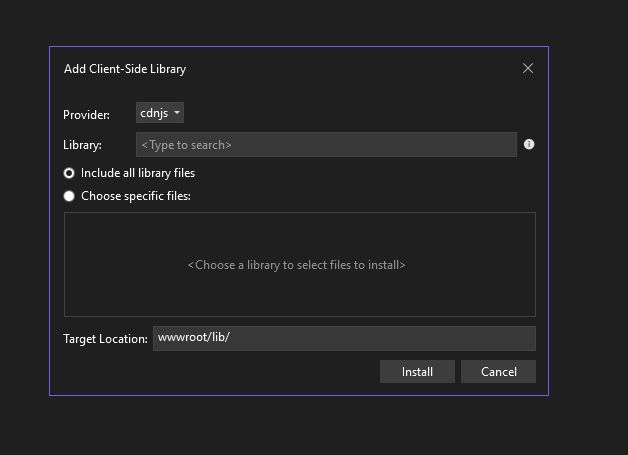 Add Client-Side Library
Provider: cdnjs
Library: <Type to search>
Include all library files
Choose specific files:
<Choose a library to select files to install>
Target Location: wwwroot/lib/
Install Cancel